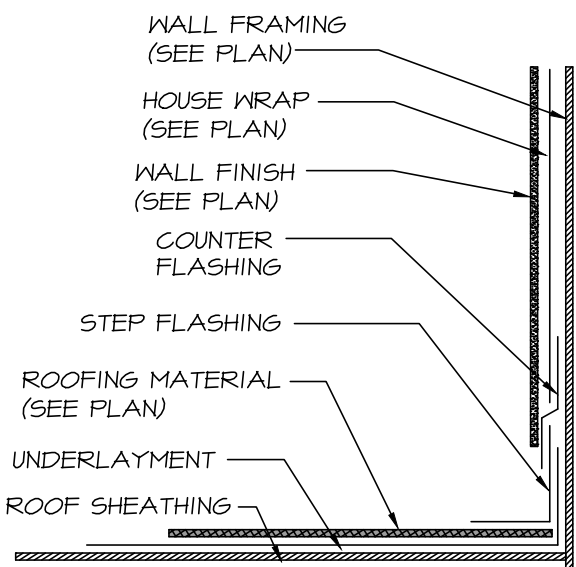 WALL FRAMING
(SEE PLAN)
HOUSE WRAP
(SEE PLAN)
WALL FINISH
(SEE PLAN)
COUNTER
FLASHING
STEP FLASHING
ROOFING MATERIAL
(SEE PLAN)
UNDERLAYMENT
ROOF SHEATHING